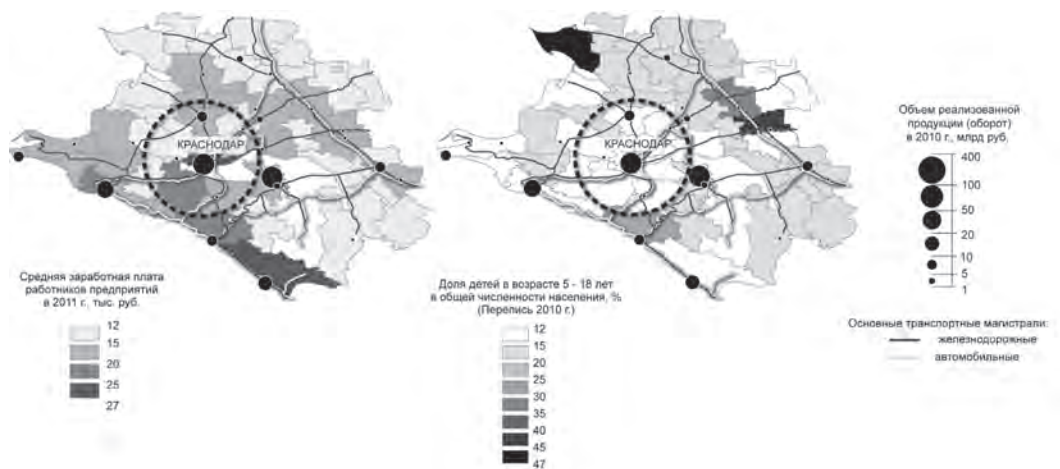 КРАСНОДАР
КРАСНОДАР
Средняя заработная плата
работников предприятий
в 2011 г., тыс. руб.
12
15
20
25
27
Доля детей в возрасте 5 - 18 лет
в общей численности населения, %
(Перепись 2010 г.)
12
15
20
25
30
35
40
45
47
Объем реализованной
продукции (оборот)
в 2010 г., млрд руб.
400
100
50
20
10
5
1
Основные транспортные магистрали:
железнодорожные
автомобильные